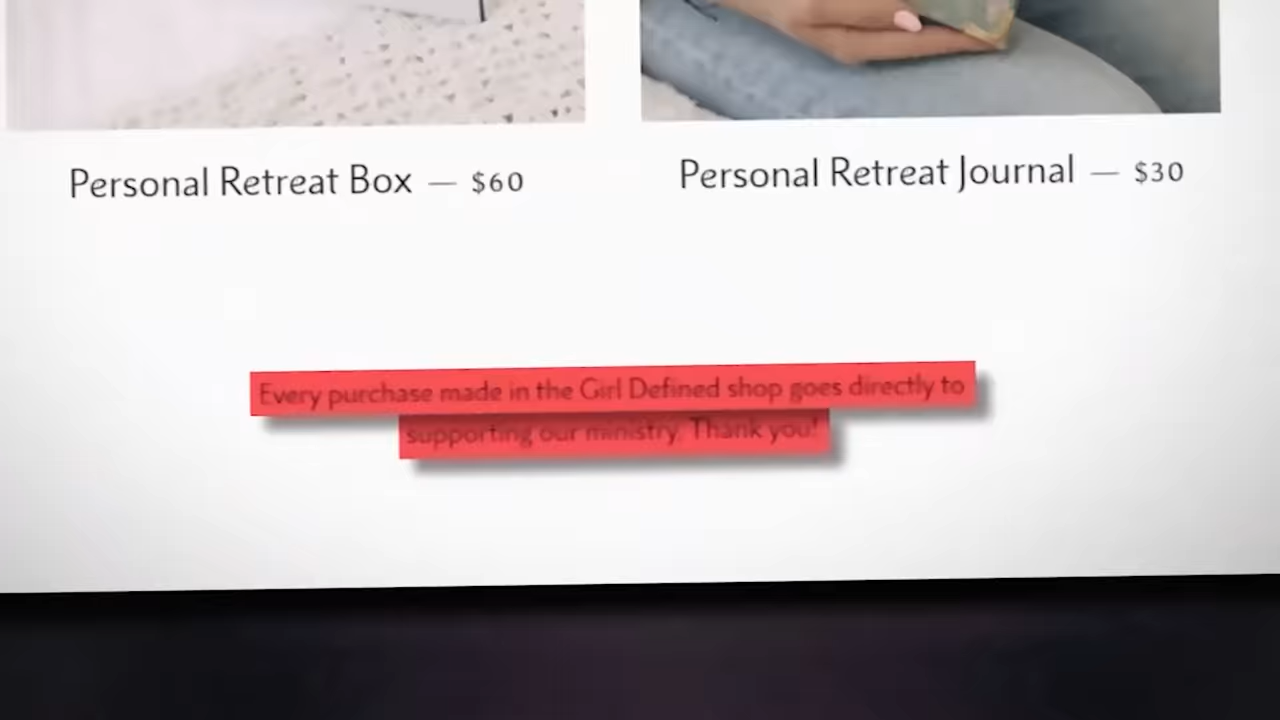 Personal Retreat Box — $60
Personal Retreat Journal — $30
Every purchase made in the Girl Defined shop goes directly to
supporting our ministry. Thank you!